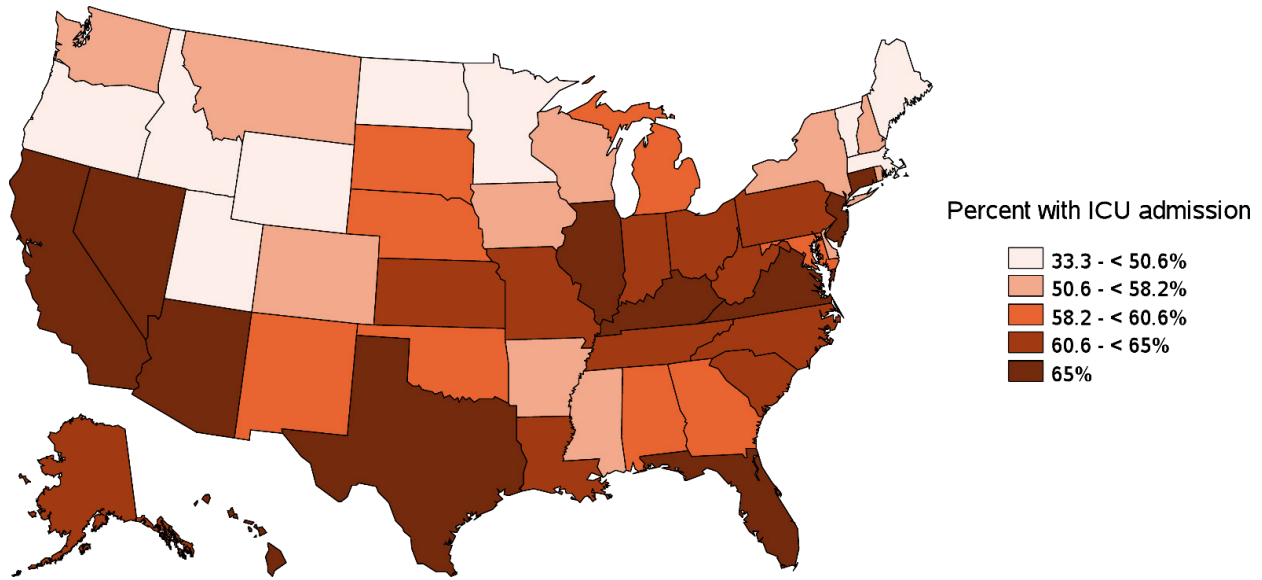 Percent with ICU admission
33.3 - < 50.6%
50.6 - < 58.2%
58.2 - < 60.6%
60.6 - < 65%
65%